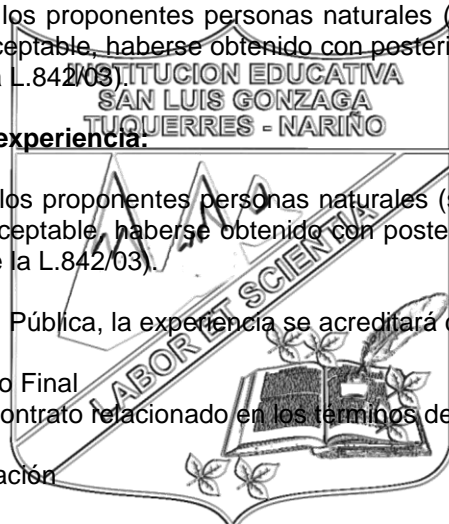 los proponentes personas naturales (
ceptable, haberse obtenido con posteri
L.842/03).
INSTITUCION EDUCATIVA
SAN LUIS GONZAGA
TUQUERRES - NARIÑO
experiencia:
los proponentes personas naturales (s
ceptable, haberse obtenido con poste
e la L.842/03).
Pública, la experiencia se acreditará
o Final
ontrato relacionado en los términos de
ación
LABOR ET SCIENTIA